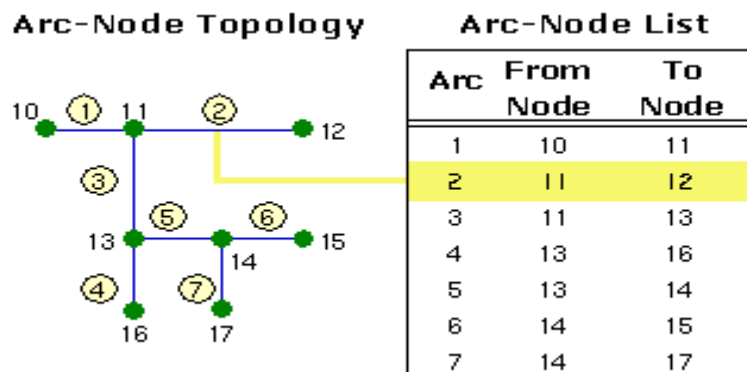 Arc-Node Topology
10 1 11 2 12
3
13 5 6 15
14
4 7
16 17
Arc-Node List
Arc From Node To Node
1 10 11
2 11 12
3 11 13
4 13 16
5 13 14
6 14 15
7 14 17